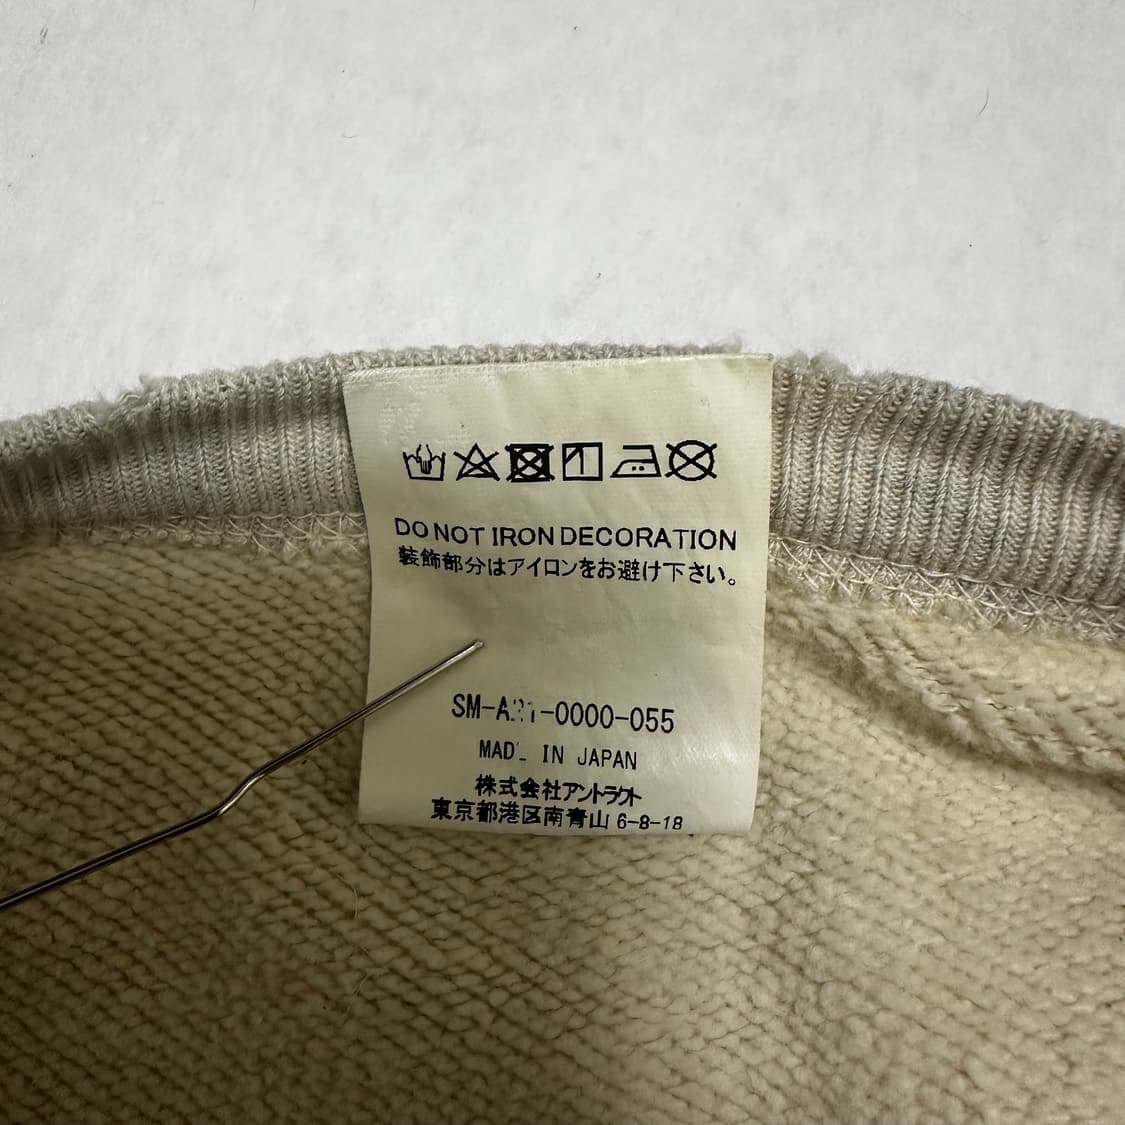 DO NOT IRON DECORATION
装飾部分はアイロンをお避け下さい。
-0000-055
IN JAPAN
株式会社アントラクト
東京都港区南青山 6-8-18